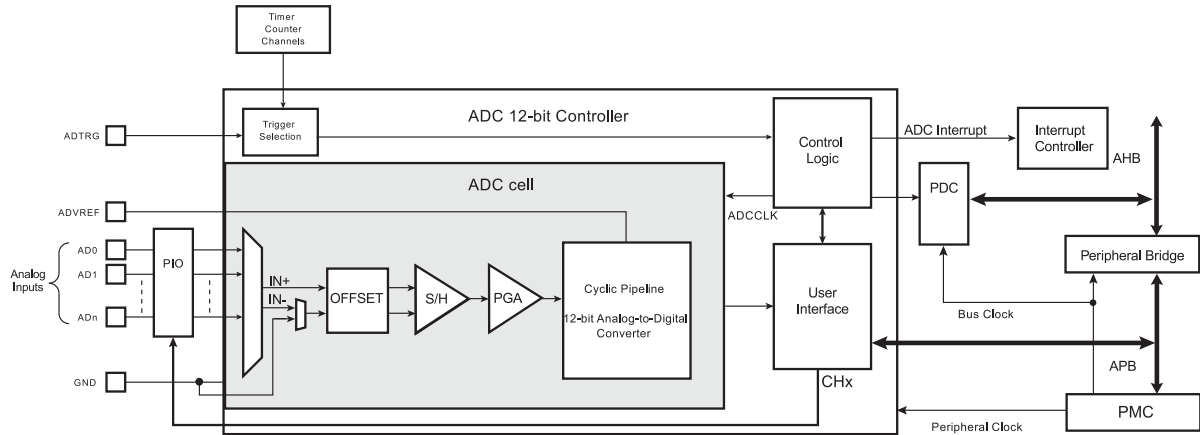 Timer
Counter
Channels
ADC 12-bit Controller
ADTRG
Trigger
Selection
Control
Logic
ADC Interrupt
Interrupt
Controller
AHB
ADC cell
PDC
ADVREF
ADCCLK
AD0
PIO
Analog
Inputs
AD1
ADn
IN+
IN-
OFFSET
S/H
PGA
Cyclic Pipeline
12-bit Analog-to-Digital
Converter
User
Interface
Peripheral Bridge
Bus Clock
APB
GND
CHx
PMC
Peripheral Clock